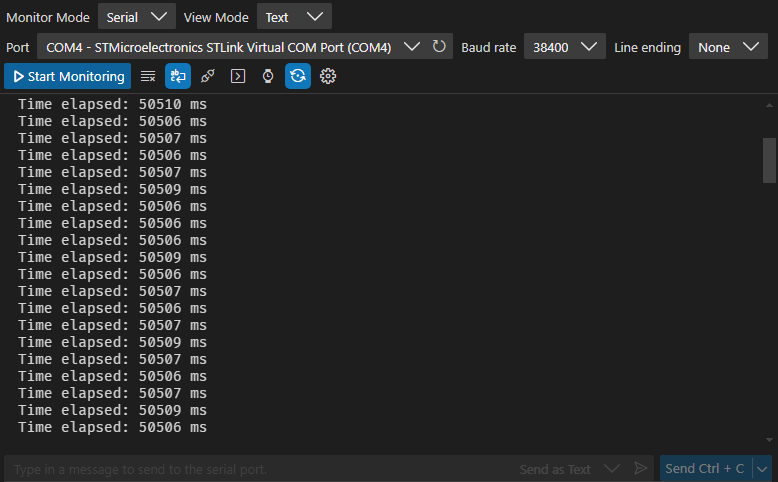 Monitor Mode Serial View Mode Text
Port COM4 - STMicroelectronics STLink Virtual COM Port (COM4) Baud rate 38400 Line ending None
Start Monitoring
Time elapsed: 50510 ms
Time elapsed: 50506 ms
Time elapsed: 50507 ms
Time elapsed: 50506 ms
Time elapsed: 50507 ms
Time elapsed: 50509 ms
Time elapsed: 50506 ms
Time elapsed: 50506 ms
Time elapsed: 50506 ms
Time elapsed: 50509 ms
Time elapsed: 50506 ms
Time elapsed: 50507 ms
Time elapsed: 50506 ms
Time elapsed: 50507 ms
Time elapsed: 50509 ms
Time elapsed: 50507 ms
Time elapsed: 50506 ms
Time elapsed: 50507 ms
Time elapsed: 50509 ms
Time elapsed: 50506 ms
Type in a message to send to the serial port. Send as Text Send Ctrl + C